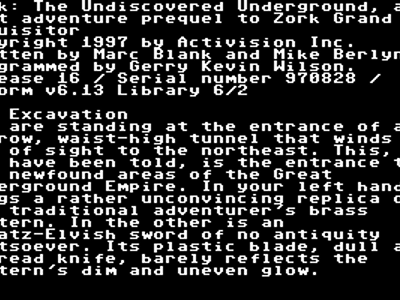 k: The Undiscovered Underground, a
t adventure prequel to Zork Grand
uisitor
yright 1997 by Activision Inc.
tten by Marc Blank and Mike Berlyn
grammed by Gerry Kevin Wilson.
ease 16 / Serial number 970828 /
orm v6.13 Library 6/2
Excavation
are standing at the entrance of a
row, waist-high tunnel that winds
of sight to the northeast. This,
have been told, is the entrance t
newfound areas of the Great
erground Empire. In your left hand
gs a rather unconvincing replica o
traditional adventurer's brass
tern. In the other is an
atz-Elvish sword of no antiquity
tsoever. Its plastic blade, dull a
read knife, barely reflects the
tern's dim and uneven glow.